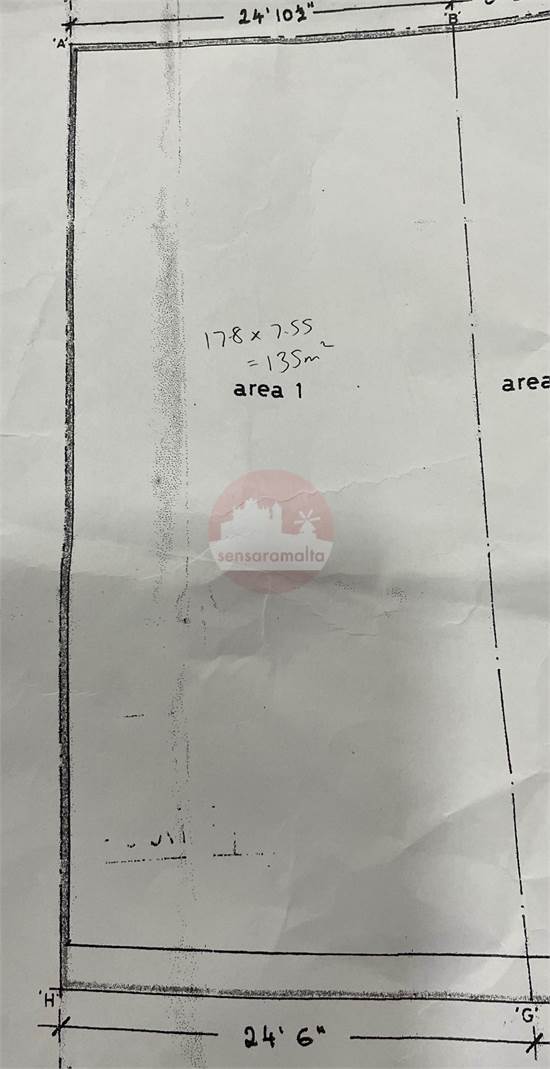 24' 10½"
'A'
'B'
17.8 x 7.55
= 135m²
area 1
area
sensaramalta
'H'
'G'
24' 6"